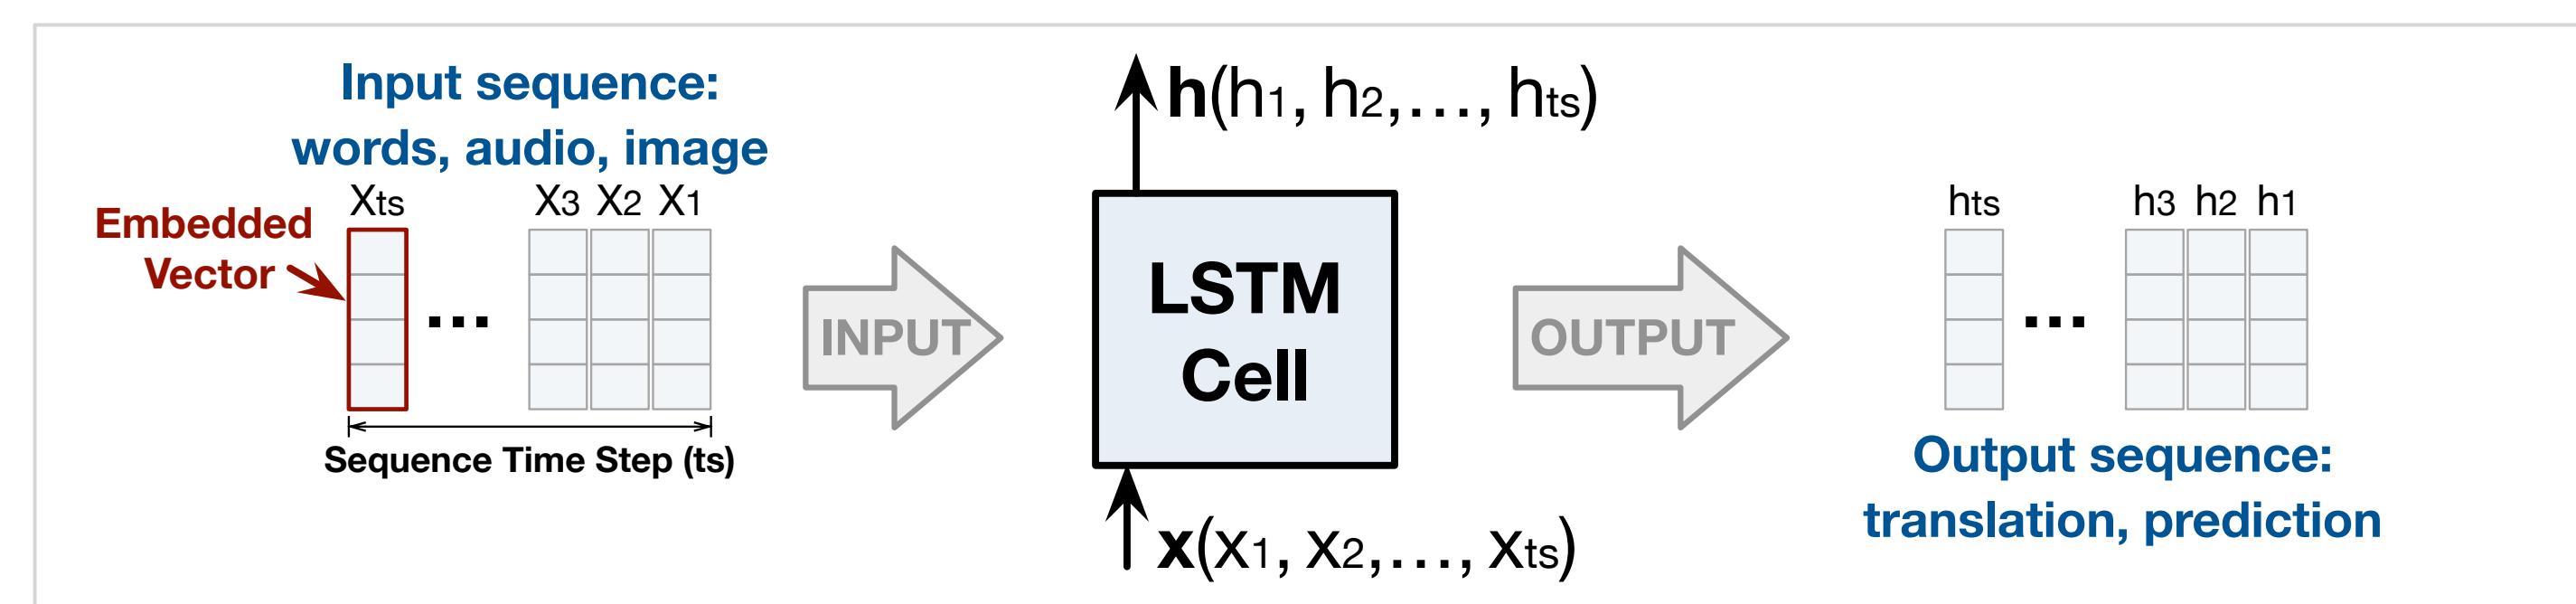 Input sequence:
words, audio, image
Xts ... X3 X2 X1
Embedded
Vector
Sequence Time Step (ts)
INPUT
h(h1, h2,..., hts)
LSTM
Cell
x(x1, x2,..., xts)
OUTPUT
hts ... h3 h2 h1
Output sequence:
translation, prediction